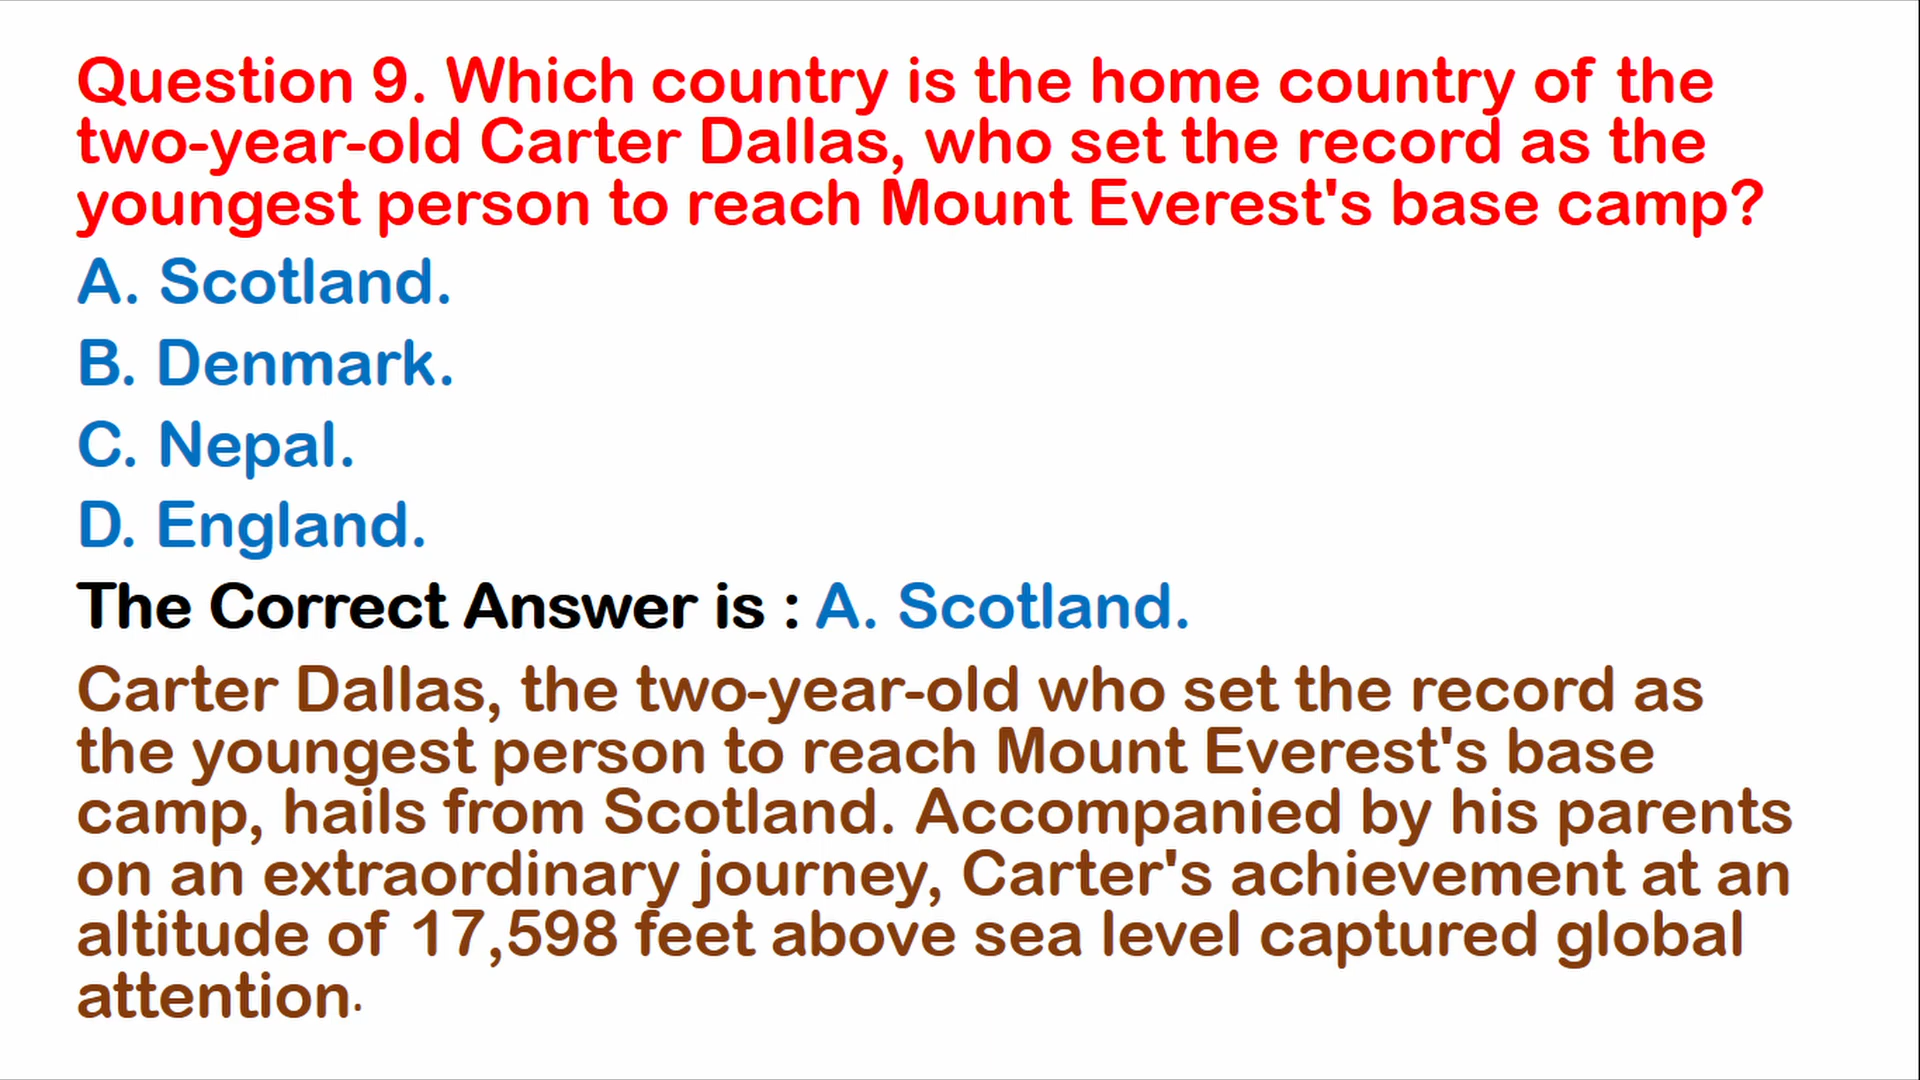 Question 9. Which country is the home country of the
two-year-old Carter Dallas, who set the record as the
youngest person to reach Mount Everest's base camp?
A. Scotland.
B. Denmark.
C. Nepal.
D. England.
The Correct Answer is : A. Scotland.
Carter Dallas, the two-year-old who set the record as
the youngest person to reach Mount Everest's base
camp, hails from Scotland. Accompanied by his parents
on an extraordinary journey, Carter's achievement at an
altitude of 17,598 feet above sea level captured global
attention.